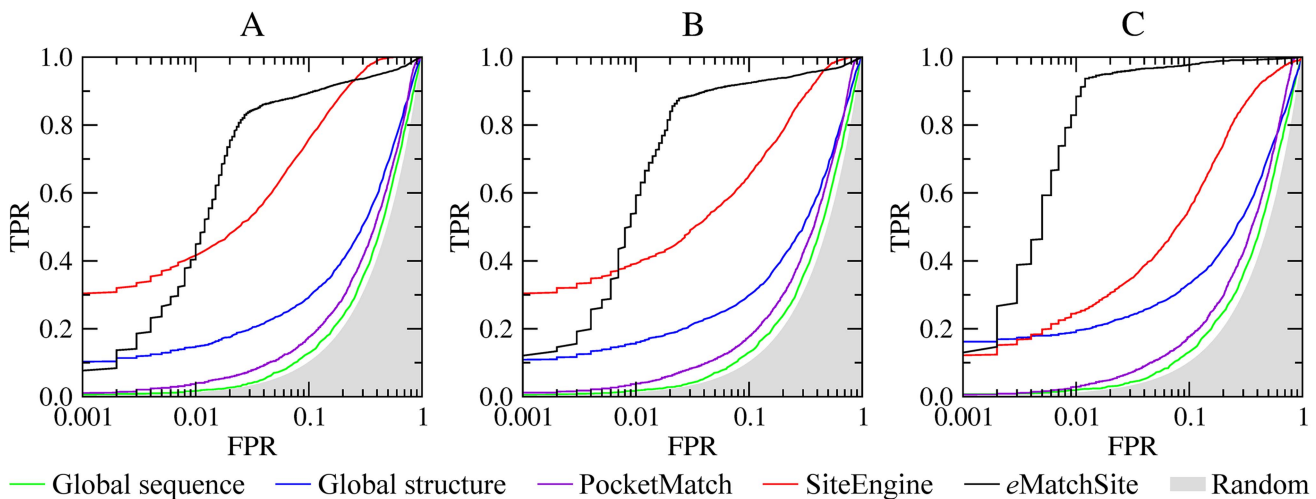 A B C
1.0 1.0 1.0
0.8 0.8 0.8
0.6 0.6 0.6
TPR TPR TPR
0.4 0.4 0.4
0.2 0.2 0.2
0.0 0.0 0.0
0.001 0.01 0.1 1 0.001 0.01 0.1 1 0.001 0.01 0.1 1
FPR FPR FPR
Global sequence Global structure PocketMatch SiteEngine eMatchSite Random